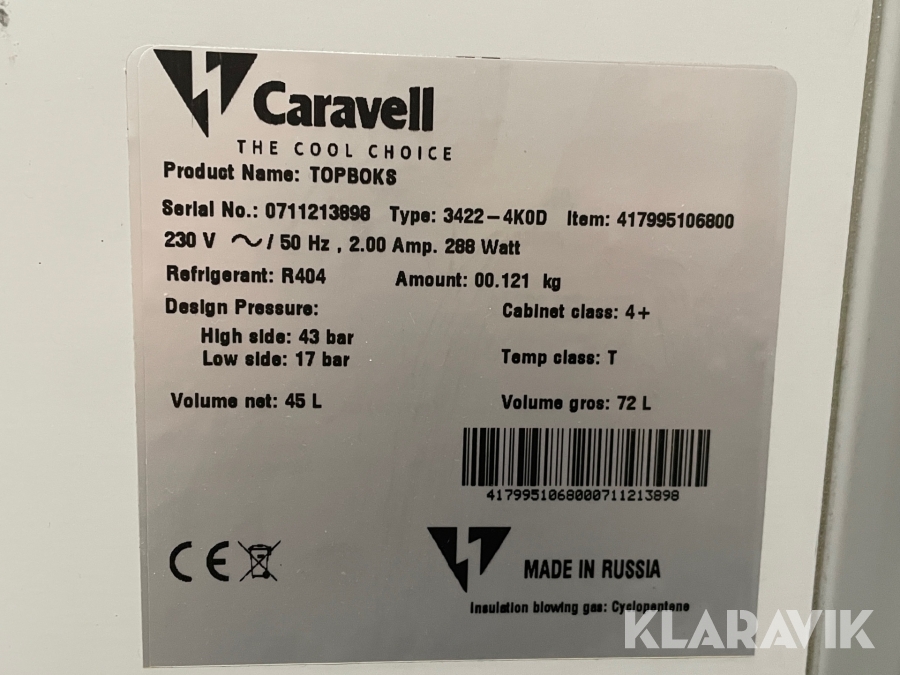 Caravell
THE COOL CHOICE
Product Name: TOPBOKS
Serial No.: 0711213898 Type: 3422-4K0D Item: 417995106800
230 V ~/ 50 Hz , 2.00 Amp. 288 Watt
Refrigerant: R404 Amount: 00.121 kg
Design Pressure: Cabinet class: 4+
High side: 43 bar
Low side: 17 bar Temp class: T
Volume net: 45 L Volume gros: 72 L
4179951068000711213898
CE
MADE IN RUSSIA
Insulation blowing gas: Cyclopentene
KLARAVIK